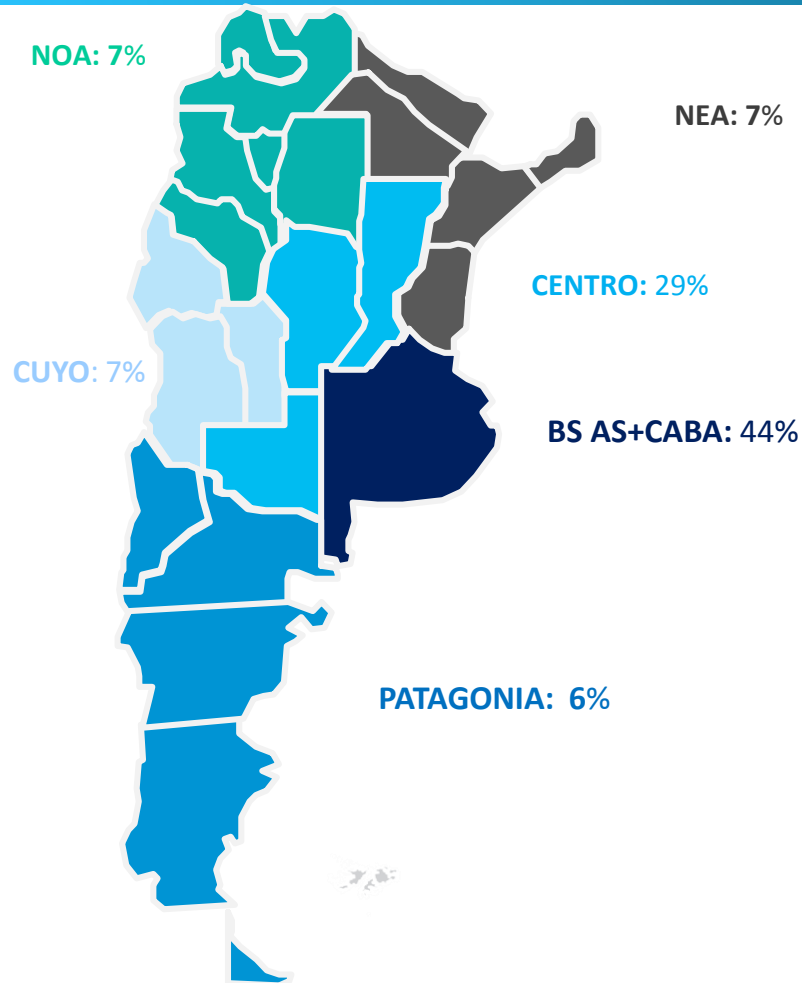 NOA: 7%
NEA: 7%
CENTRO: 29%
CUYO: 7%
BS AS+CABA: 44%
PATAGONIA: 6%